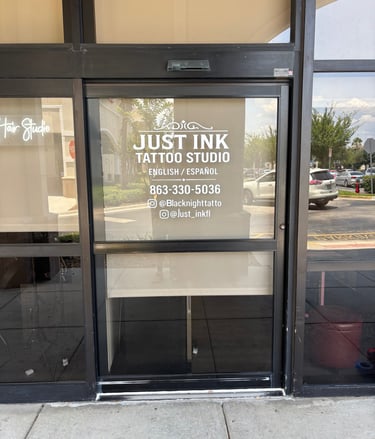 Hair Studio
JUST INK
TATTOO STUDIO
ENGLISH / ESPAÑOL
863-330-5036
@Blacknighttatto
@Just_inkfl